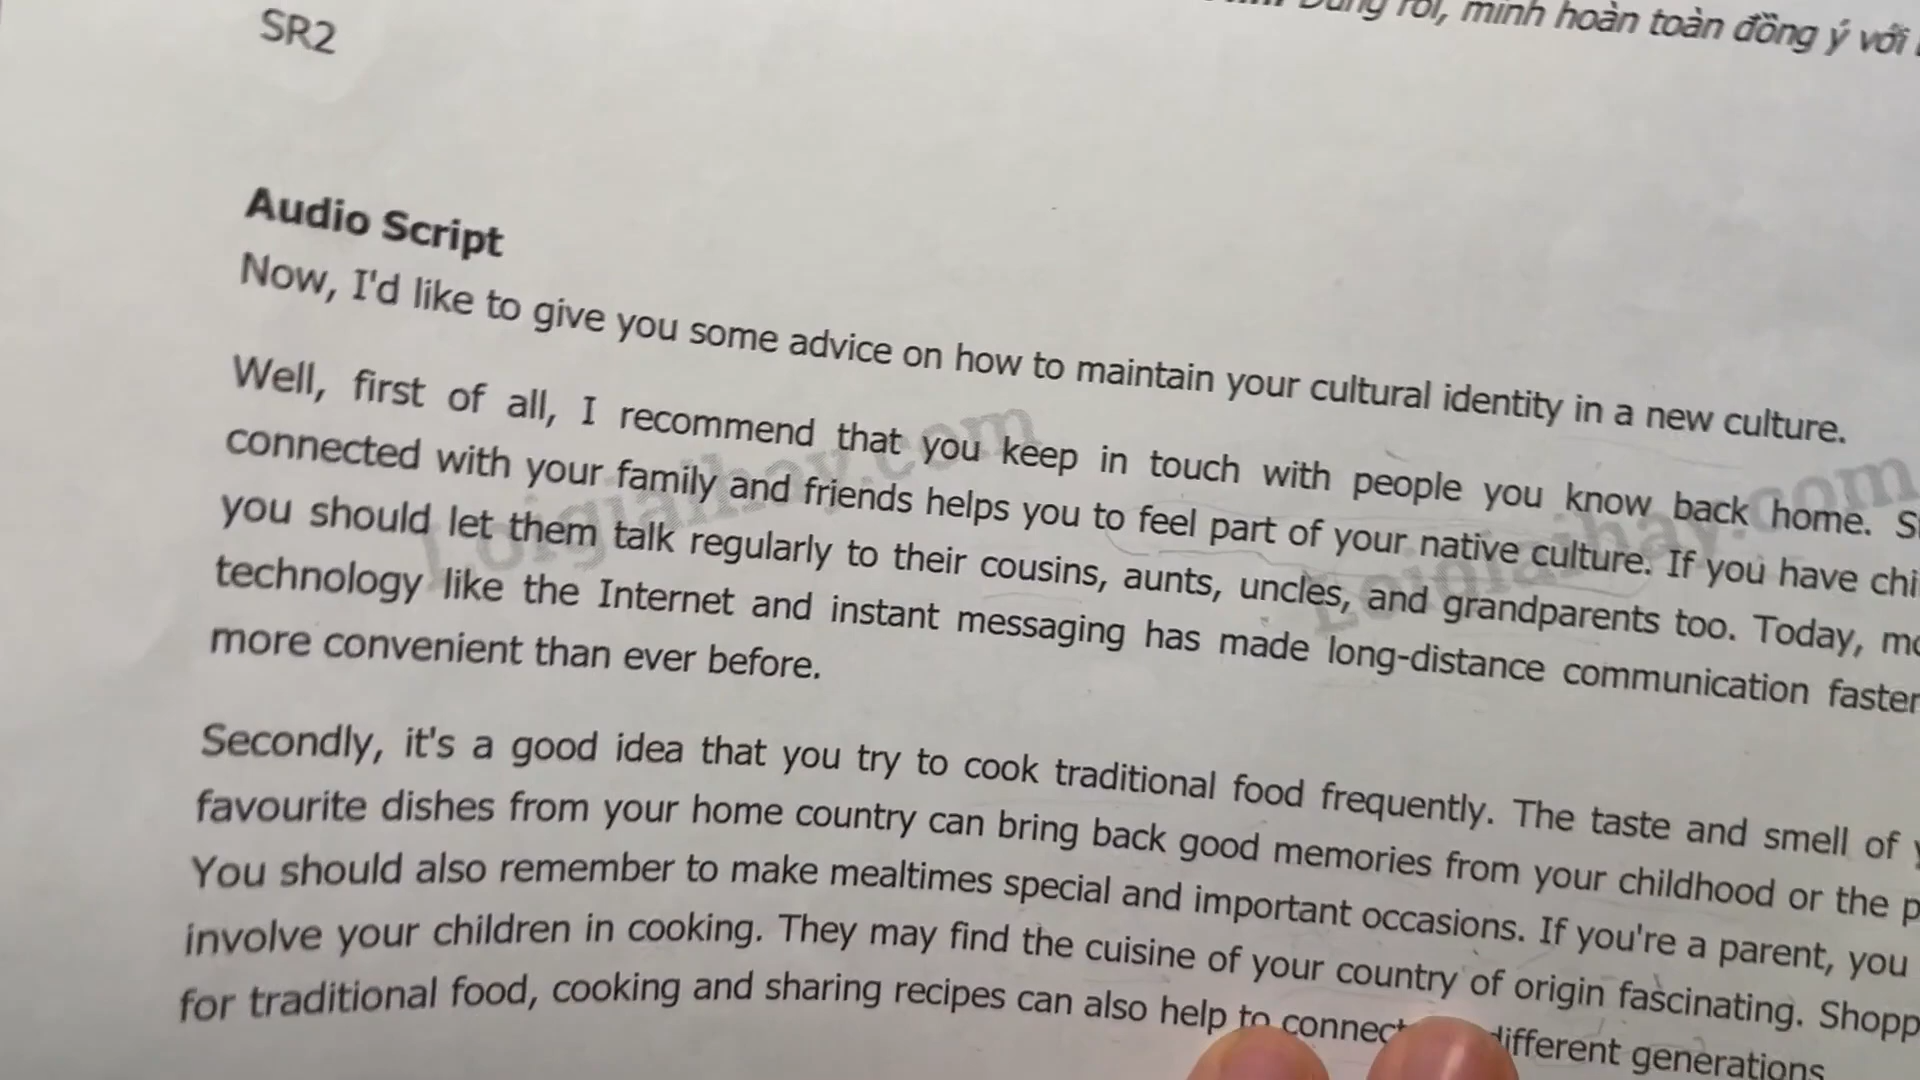 SR2
rồi, mình hoàn toàn đồng ý với
Audio Script
Now, I'd like to give you some advice on how to maintain your cultural identity in a new culture.
Well, first of all, I recommend that you keep in touch with people you know back home.
connected with your family and friends helps you to feel part of your native culture. If you have
you should let them talk regularly to their cousins, aunts, uncles, and grandparents too. Today,
technology like the Internet and instant messaging has made long-distance communication faster
more convenient than ever before.
Secondly, it's a good idea that you try to cook traditional food frequently. The taste and smell of
favourite dishes from your home country can bring back good memories from your childhood or the
You should also remember to make mealtimes special and important occasions. If you're a parent, you
involve your children in cooking. They may find the cuisine of your country of origin fascinating.
for traditional food, cooking and sharing recipes can also help to connect different generations.
Loigiaihay.com
Loigiaihay.com